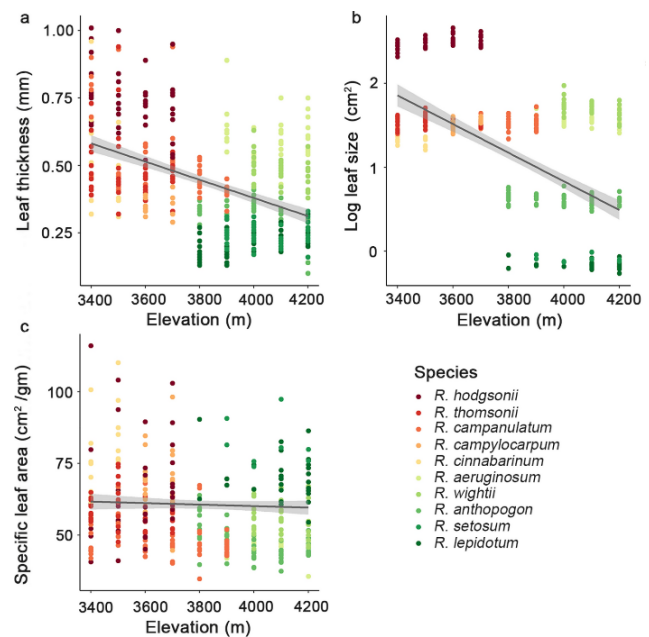 a
Leaf thickness (mm)
1.00
0.75
0.50
0.25
3400 3600 3800 4000 4200
Elevation (m)
b
Log leaf size (cm²)
2
1
0
3400 3600 3800 4000 4200
Elevation (m)
c
Specific leaf area (cm² /gm)
100
75
50
3400 3600 3800 4000 4200
Elevation (m)
Species
R. hodgsonii
R. thomsonii
R. campanulatum
R. campylocarpum
R. cinnabarinum
R. aeruginosum
R. wightii
R. anthopogon
R. setosum
R. lepidotum